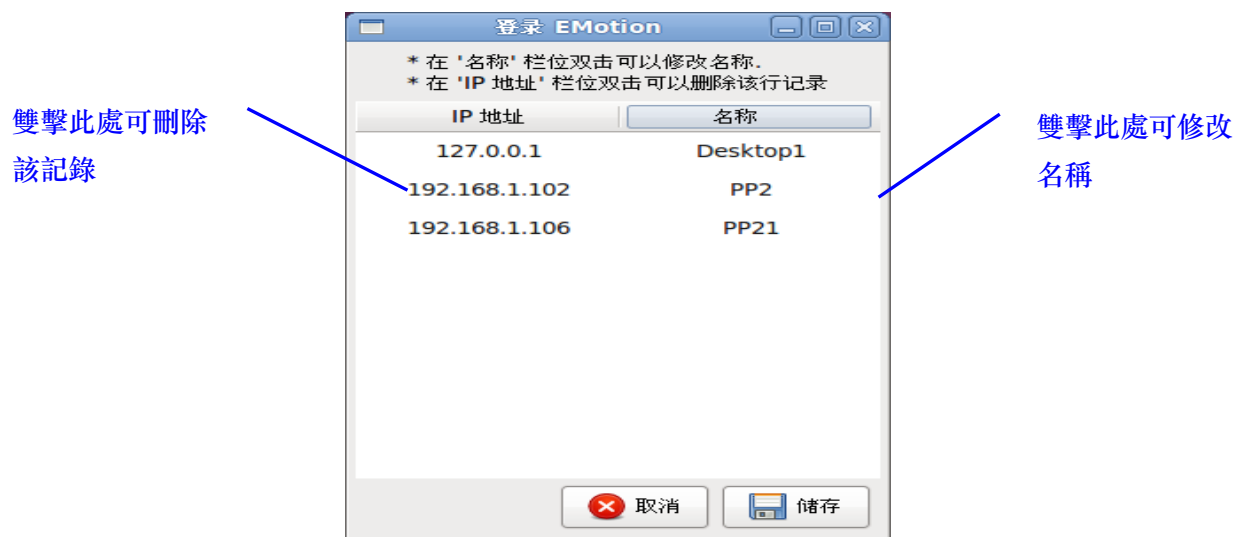 登录 EMotion
* 在 '名称' 栏位双击可以修改名称.
* 在 'IP 地址' 栏位双击可以删除该行记录
雙擊此處可刪除
該記錄
IP 地址 名称
127.0.0.1 Desktop1
192.168.1.102 PP2
192.168.1.106 PP21
雙擊此處可修改
名稱
取消 储存